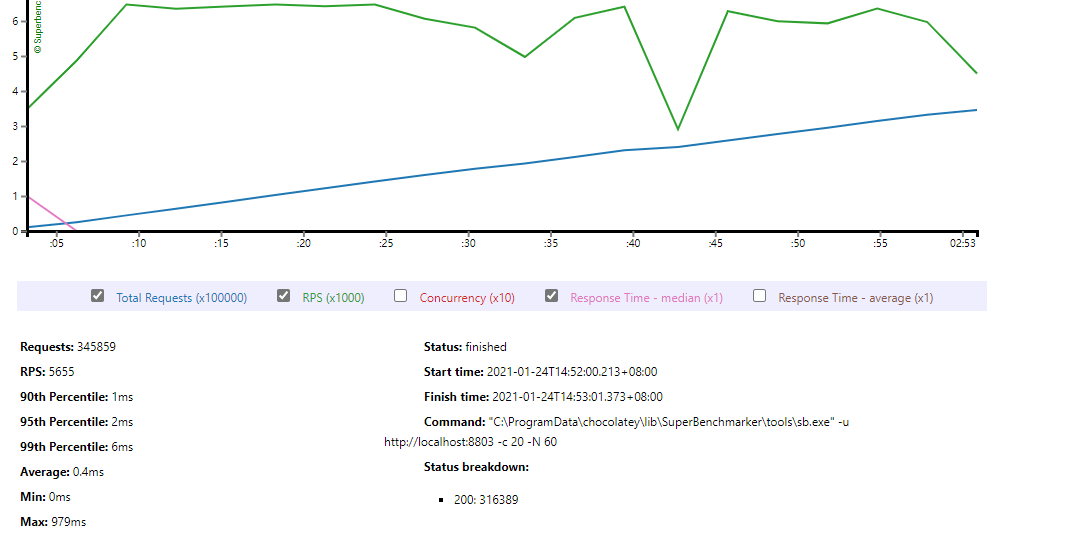 © Superbenc
6
5
4
3
2
1
0
:05 :10 :15 :20 :25 :30 :35 :40 :45 :50 :55 02:53
Total Requests (x100000) RPS (x1000) Concurrency (x10) Response Time - median (x1) Response Time - average (x1)
Requests: 345859
RPS: 5655
90th Percentile: 1ms
95th Percentile: 2ms
99th Percentile: 6ms
Average: 0.4ms
Min: 0ms
Max: 979ms
Status: finished
Start time: 2021-01-24T14:52:00.213+08:00
Finish time: 2021-01-24T14:53:01.373+08:00
Command: "C:\ProgramData\chocolatey\lib\SuperBenchmarker\tools\sb.exe" -u
http://localhost:8803 -c 20 -N 60
Status breakdown:
200: 316389